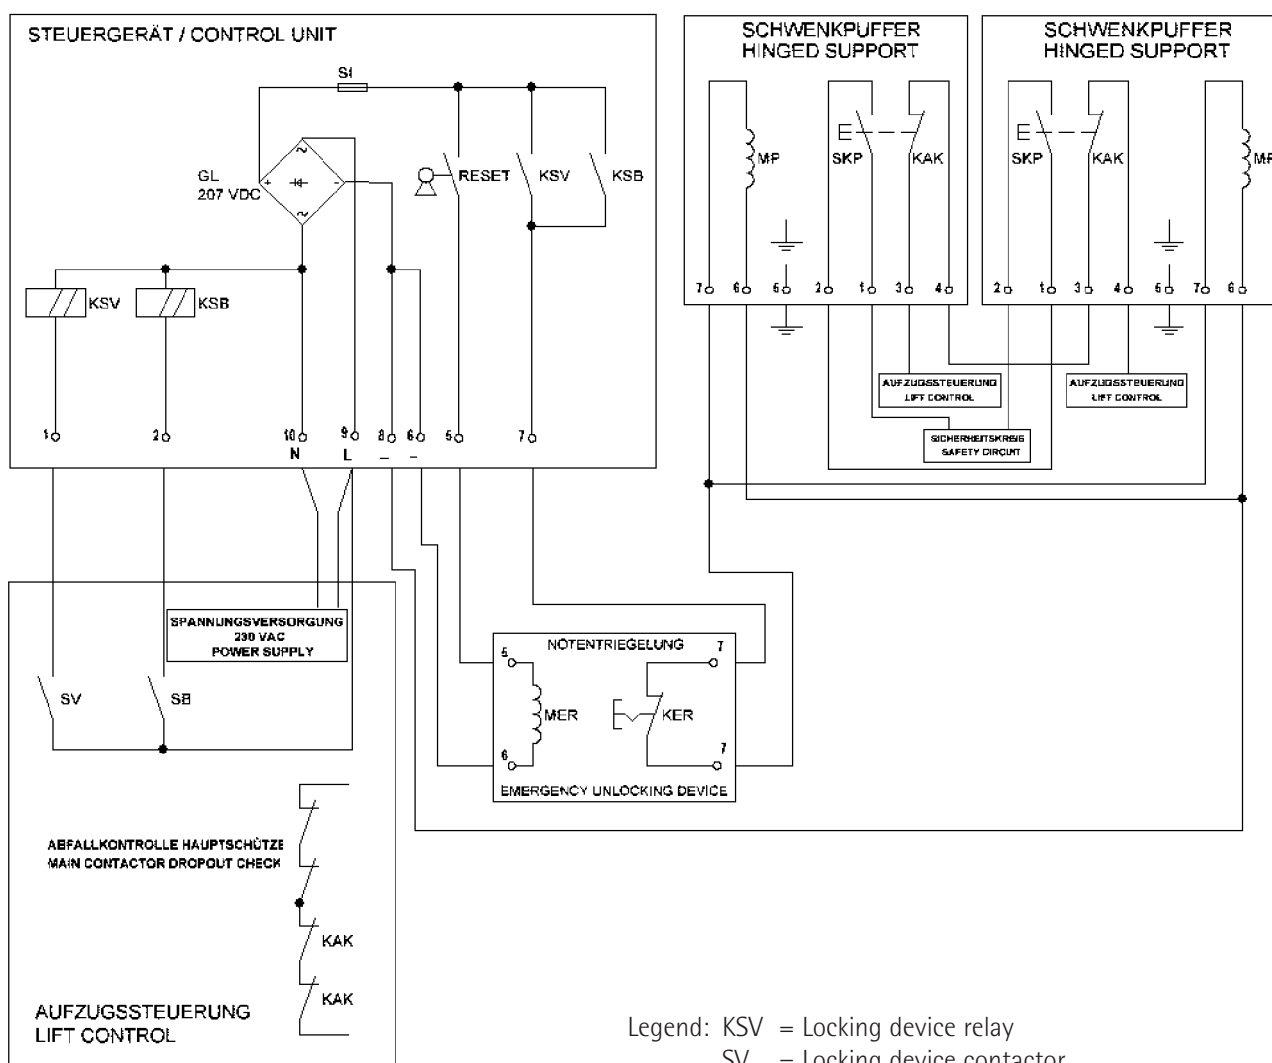 STEUERGERÄT / CONTROL UNIT
SI
GL
207 VDC
+
~
-
~
RESET
KSV
KSB
KSV
KSB
1
2
10
9
8
6
5
7
N
L
–
–
SCHWENKPUFFER
HINGED SUPPORT
MP
SKP
KAK
7
6
5
2
1
3
4
SCHWENKPUFFER
HINGED SUPPORT
SKP
KAK
MP
2
1
3
4
5
7
6
AUFZUGSSTEUERUNG
LIFT CONTROL
AUFZUGSSTEUERUNG
LIFT CONTROL
SICHERHEITSKREIS
SAFETY CIRCUIT
SPANNUNGSVERSORGUNG
230 VAC
POWER SUPPLY
SV
SB
NOTENTRIEGELUNG
5
7
MER
KER
6
7
EMERGENCY UNLOCKING DEVICE
ABFALLKONTROLLE HAUPTSCHÜTZE
MAIN CONTACTOR DROPOUT CHECK
KAK
KAK
AUFZUGSSTEUERUNG
LIFT CONTROL
Legend: KSV = Locking device relay
SV = Locking device contactor